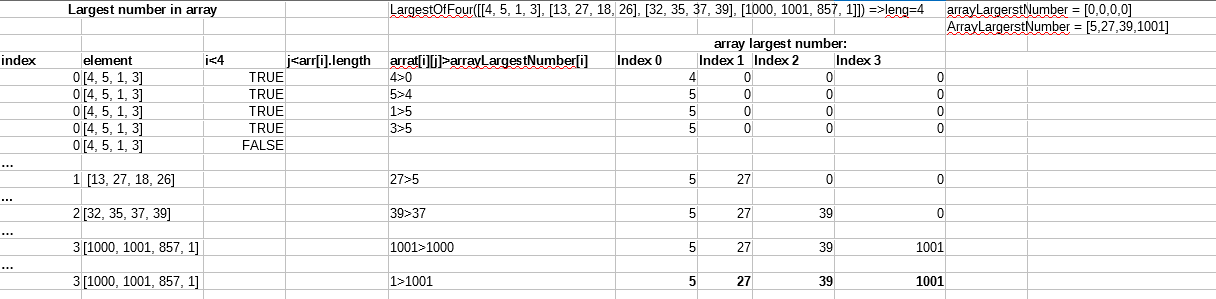 Largest number in array LargestOfFour([[4, 5, 1, 3], [13, 27, 18, 26], [32, 35, 37, 39], [1000, 1001, 857, 1]]) =>leng=4 arrayLargerstNumber = [0,0,0,0]
ArrayLargerstNumber = [5,27,39,1001]
array largest number:
index element i<4 j<arr[i].length arrat[i][j]>arrayLargestNumber[i] Index 0 Index 1 Index 2 Index 3
0 [4, 5, 1, 3] TRUE 4>0 4 0 0 0
0 [4, 5, 1, 3] TRUE 5>4 5 0 0 0
0 [4, 5, 1, 3] TRUE 1>5 5 0 0 0
0 [4, 5, 1, 3] TRUE 3>5 5 0 0 0
0 [4, 5, 1, 3] FALSE
...
1 [13, 27, 18, 26] 27>5 5 27 0 0
...
2 [32, 35, 37, 39] 39>37 5 27 39 0
...
3 [1000, 1001, 857, 1] 1001>1000 5 27 39 1001
...
3 [1000, 1001, 857, 1] 1>1001 5 27 39 1001